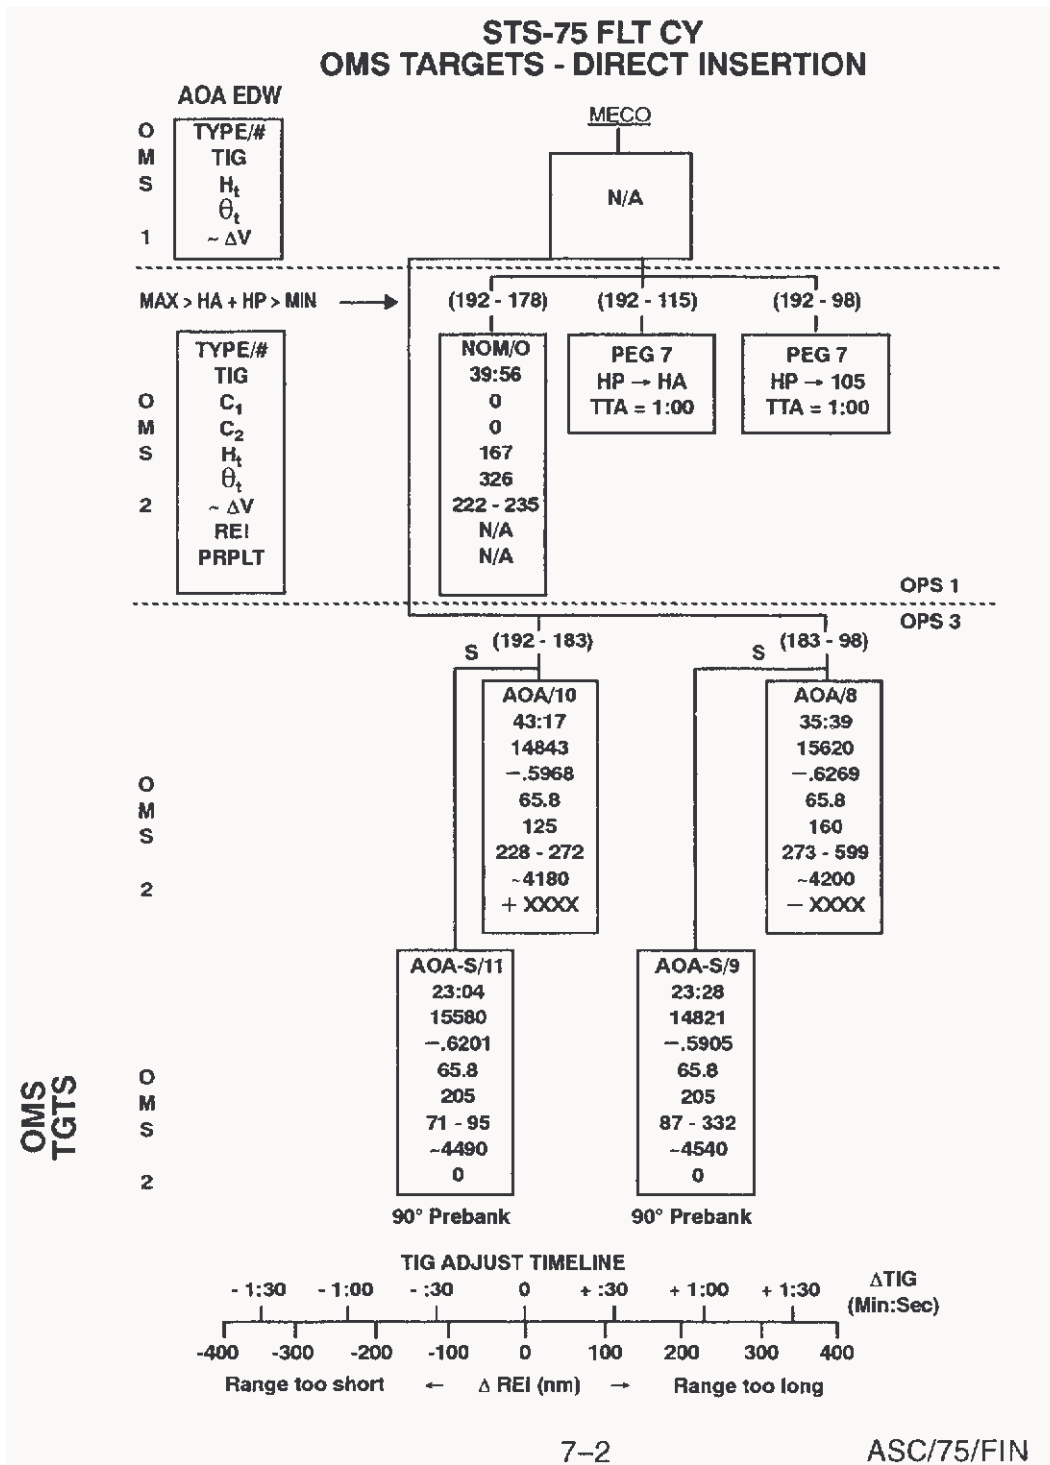 STS-75 FLT CY
OMS TARGETS - DIRECT INSERTION
AOA EDW
MECO
O
M
S
1
TYPE/#
TIG
Ht
θt
~ ΔV
N/A
MAX > HA + HP > MIN →
(192 - 178)
(192 - 115)
(192 - 98)
O
M
S
2
TYPE/#
TIG
C1
C2
Ht
θt
~ ΔV
REI
PRPLT
NOM/O
39:56
0
0
167
326
222 - 235
N/A
N/A
PEG 7
HP → HA
TTA = 1:00
PEG 7
HP → 105
TTA = 1:00
OPS 1
OPS 3
S
(192 - 183)
S
(183 - 98)
O
M
S
2
AOA/10
43:17
14843
–.5968
65.8
125
228 - 272
~4180
+ XXXX
AOA/8
35:39
15620
–.6269
65.8
160
273 - 599
~4200
– XXXX
O
M
S
2
AOA-S/11
23:04
15580
–.6201
65.8
205
71 - 95
~4490
0
90° Prebank
AOA-S/9
23:28
14821
–.5905
65.8
205
87 - 332
~4540
0
90° Prebank
OMS
TGTS
TIG ADJUST TIMELINE
- 1:30 - 1:00 - :30 0 + :30 + 1:00 + 1:30
ΔTIG
(Min:Sec)
-400 -300 -200 -100 0 100 200 300 400
Range too short ← Δ REI (nm) → Range too long
7–2
ASC/75/FIN